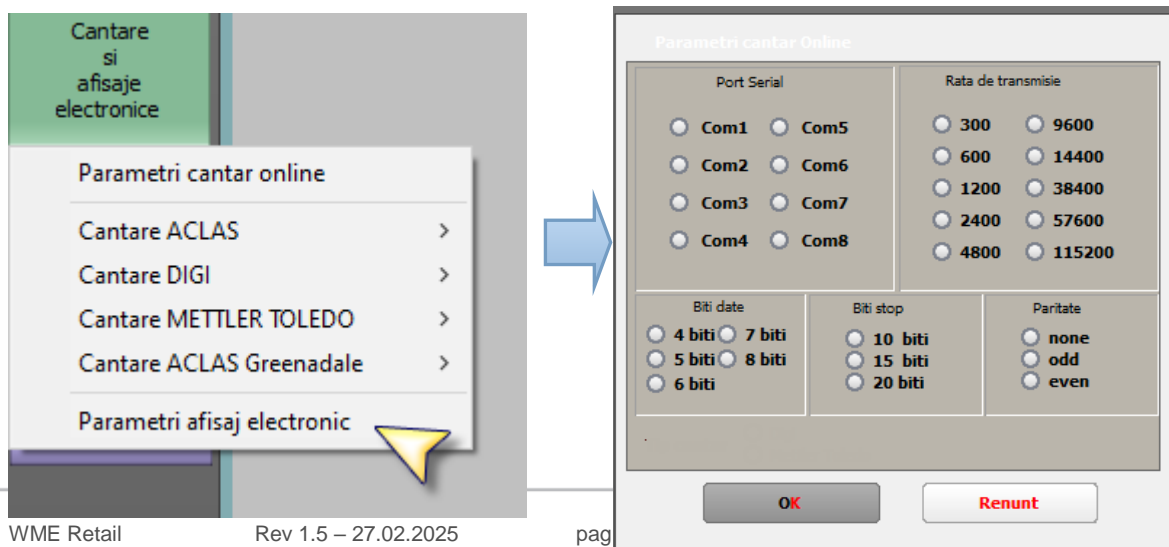 Cantare
si
afisaje
electronice
Parametri cantar online
Cantare ACLAS
Cantare DIGI
Cantare METTLER TOLEDO
Cantare ACLAS Greenadale
Parametri afisaj electronic
Parametri cantar Online
Port Serial
Com1 Com5
Com2 Com6
Com3 Com7
Com4 Com8
Rata de transmisie
300 9600
600 14400
1200 38400
2400 57600
4800 115200
Biti date
4 biti 7 biti
5 biti 8 biti
6 biti
Biti stop
10 biti
15 biti
20 biti
Paritate
none
odd
even
.
OK Renunt
WME Retail Rev 1.5 – 27.02.2025 pag